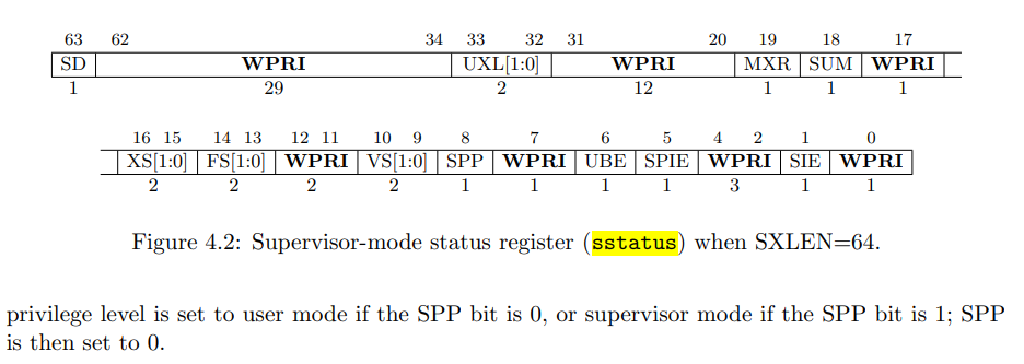 63 62 34 33 32 31 20 19 18 17
SD WPRI UXL[1:0] WPRI MXR SUM WPRI
1 29 2 12 1 1 1
16 15 14 13 12 11 10 9 8 7 6 5 4 2 1 0
XS[1:0] FS[1:0] WPRI VS[1:0] SPP WPRI UBE SPIE WPRI SIE WPRI
2 2 2 2 1 1 1 1 3 1 1
Figure 4.2: Supervisor-mode status register (sstatus) when SXLEN=64.
privilege level is set to user mode if the SPP bit is 0, or supervisor mode if the SPP bit is 1; SPP
is then set to 0.